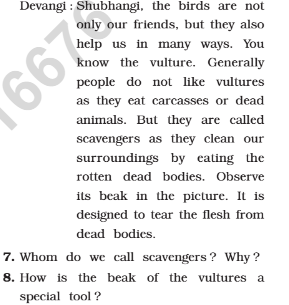 Devangi : Shubhangi, the birds are not
only our friends, but they also
help us in many ways. You
know the vulture. Generally
people do not like vultures
as they eat carcasses or dead
animals. But they are called
scavengers as they clean our
surroundings by eating the
rotten dead bodies. Observe
its beak in the picture. It is
designed to tear the flesh from
dead bodies.
7. Whom do we call scavengers ? Why ?
8. How is the beak of the vultures a
special tool ?